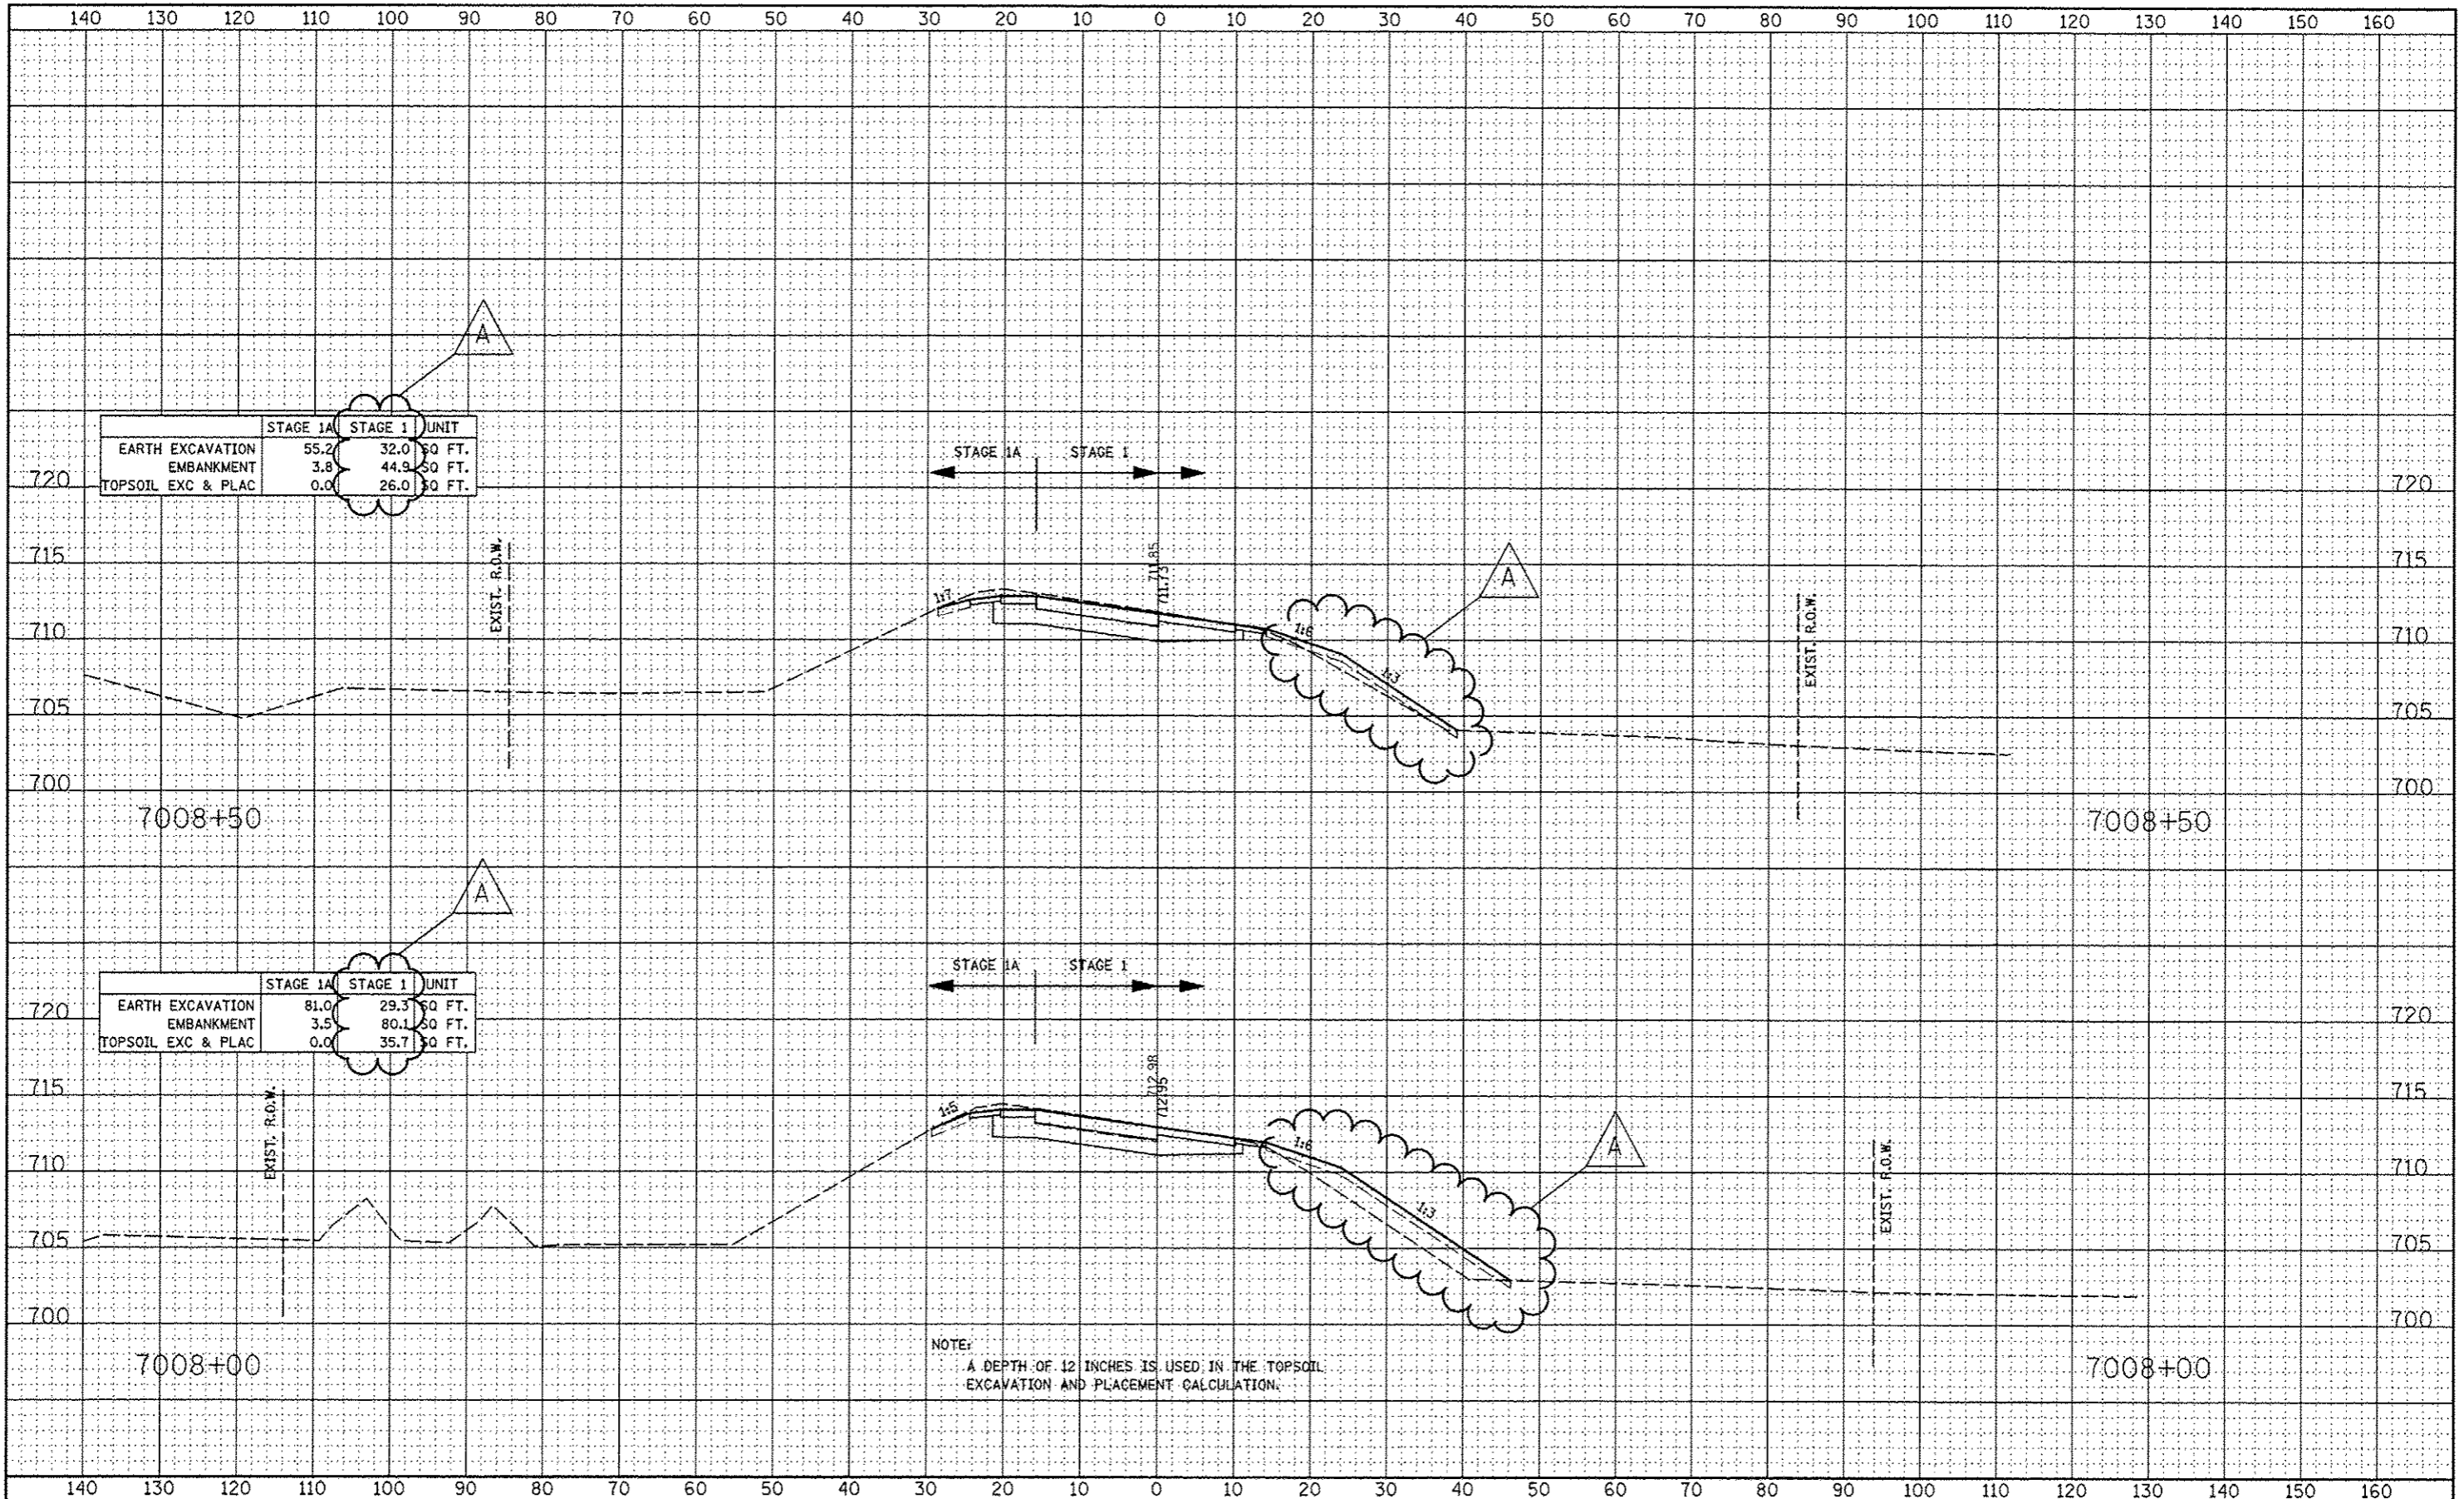 140 130 120 110 100 90 80 70 60 50 40 30 20 10 0 10 20 30 40 50 60 70 80 90 100 110 120 130 140 150 160
A
STAGE 1A STAGE 1 UNIT
EARTH EXCAVATION 55.2 32.0 SQ FT.
EMBANKMENT 3.8 44.9 SQ FT.
TOPSOIL EXC & PLAC 0.0 26.0 SQ FT.
STAGE 1A STAGE 1
720 720
715 715
710 710
705 705
700 700
EXIST. R.O.W.
1:7
711.85
711.73
1:6
1:3
A
EXIST. R.O.W.
7008+50 7008+50
A
STAGE 1A STAGE 1 UNIT
EARTH EXCAVATION 81.0 29.3 SQ FT.
EMBANKMENT 3.5 80.1 SQ FT.
TOPSOIL EXC & PLAC 0.0 35.7 SQ FT.
STAGE 1A STAGE 1
720 720
715 715
710 710
705 705
700 700
EXIST. R.O.W.
1:5
712.98
712.95
1:6
1:3
A
EXIST. R.O.W.
NOTE:
A DEPTH OF 12 INCHES IS USED IN THE TOPSOIL
EXCAVATION AND PLACEMENT CALCULATION.
7008+00 7008+00
140 130 120 110 100 90 80 70 60 50 40 30 20 10 0 10 20 30 40 50 60 70 80 90 100 110 120 130 140 150 160